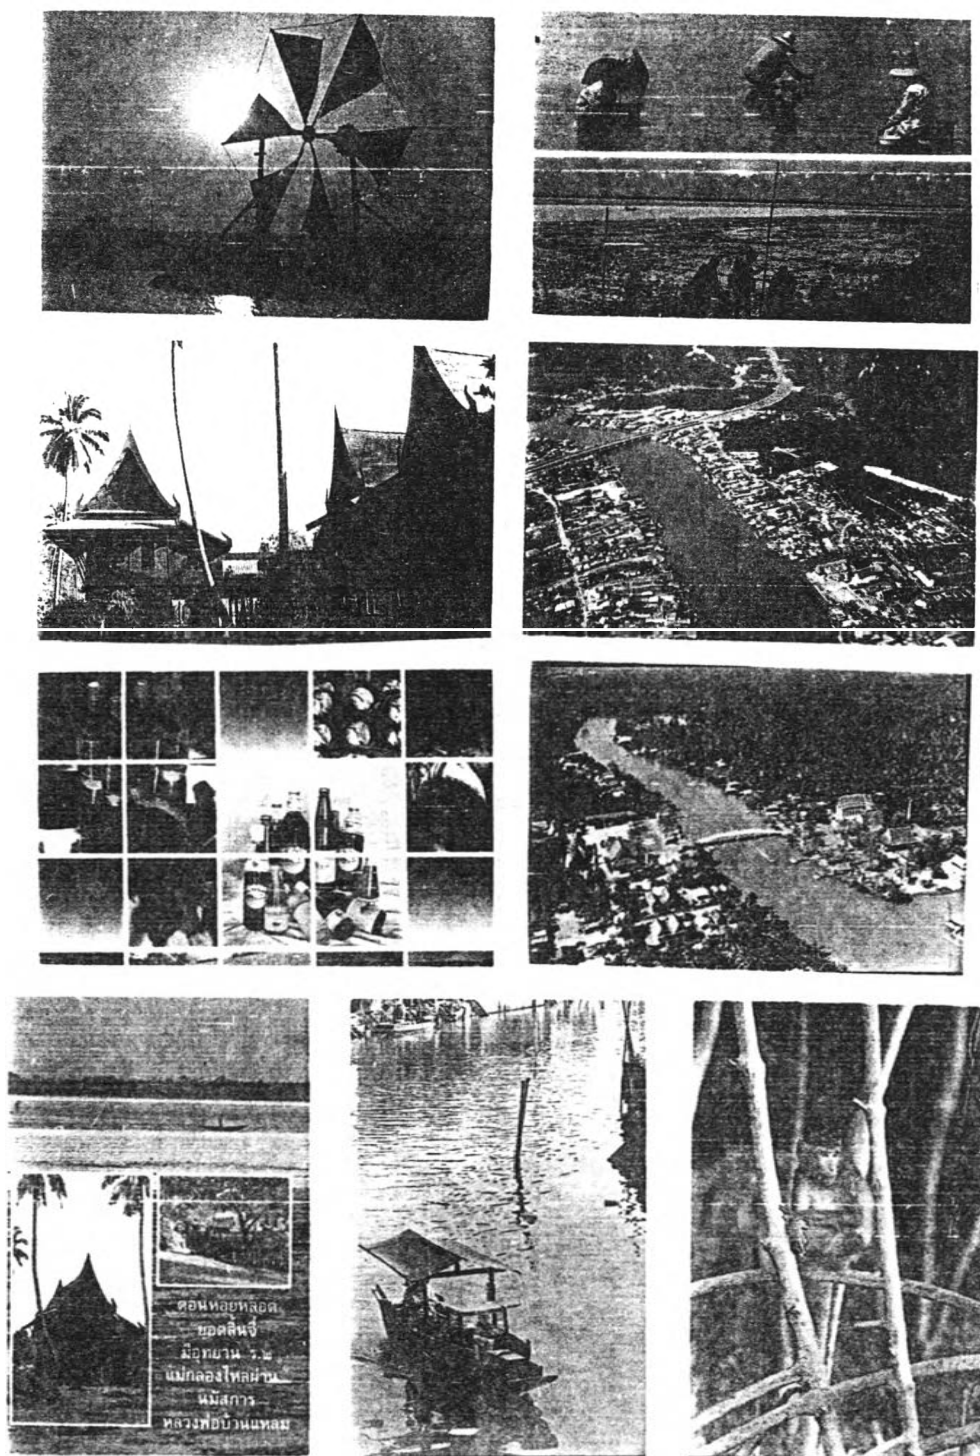 ดอนหอยหลอด
ยอดลิ้นจี่
มีอุทยาน ร.๒
แม่กลองไหลผ่าน
นมัสการ
หลวงพ่อบ้านแหลม